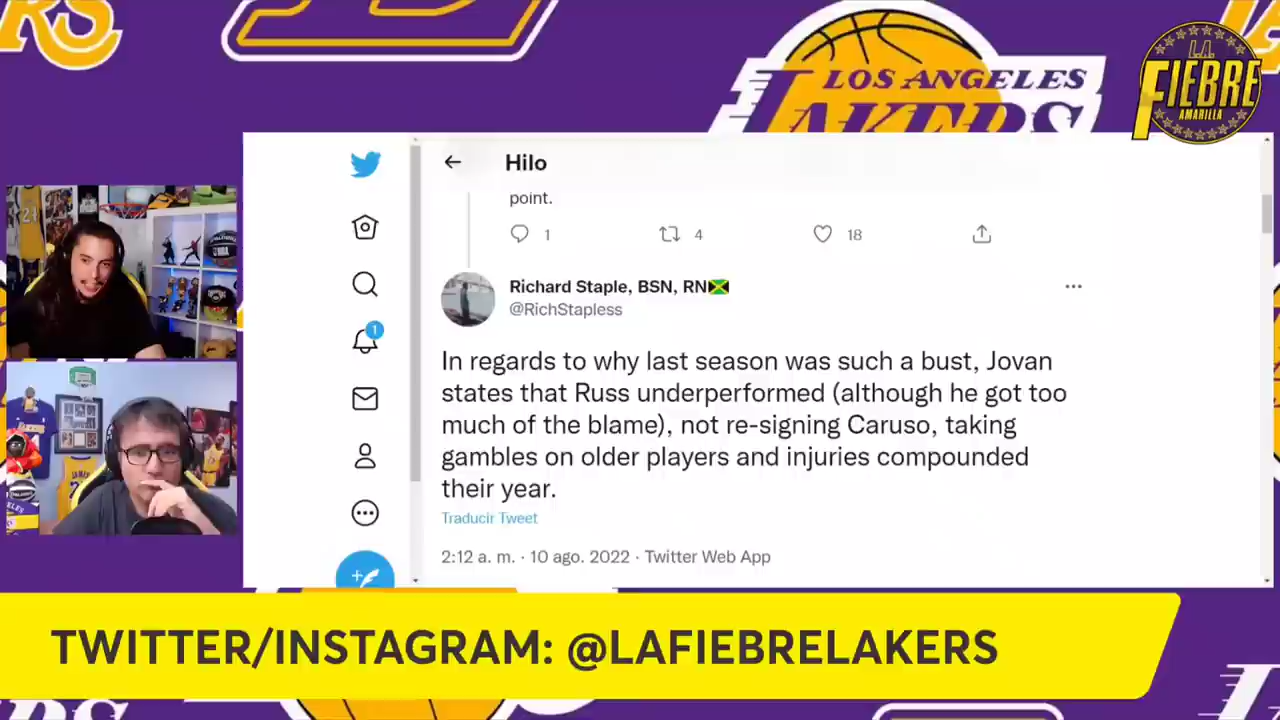 LOS ANGELES
LAKERS
L.A.
FIEBRE
AMARILLA
Hilo
point.
1
4
18
Richard Staple, BSN, RN
@RichStapless
1
In regards to why last season was such a bust, Jovan
states that Russ underperformed (although he got too
much of the blame), not re-signing Caruso, taking
gambles on older players and injuries compounded
their year.
Traducir Tweet
2:12 a. m. · 10 ago. 2022 · Twitter Web App
TWITTER/INSTAGRAM: @LAFIEBRELAKERS